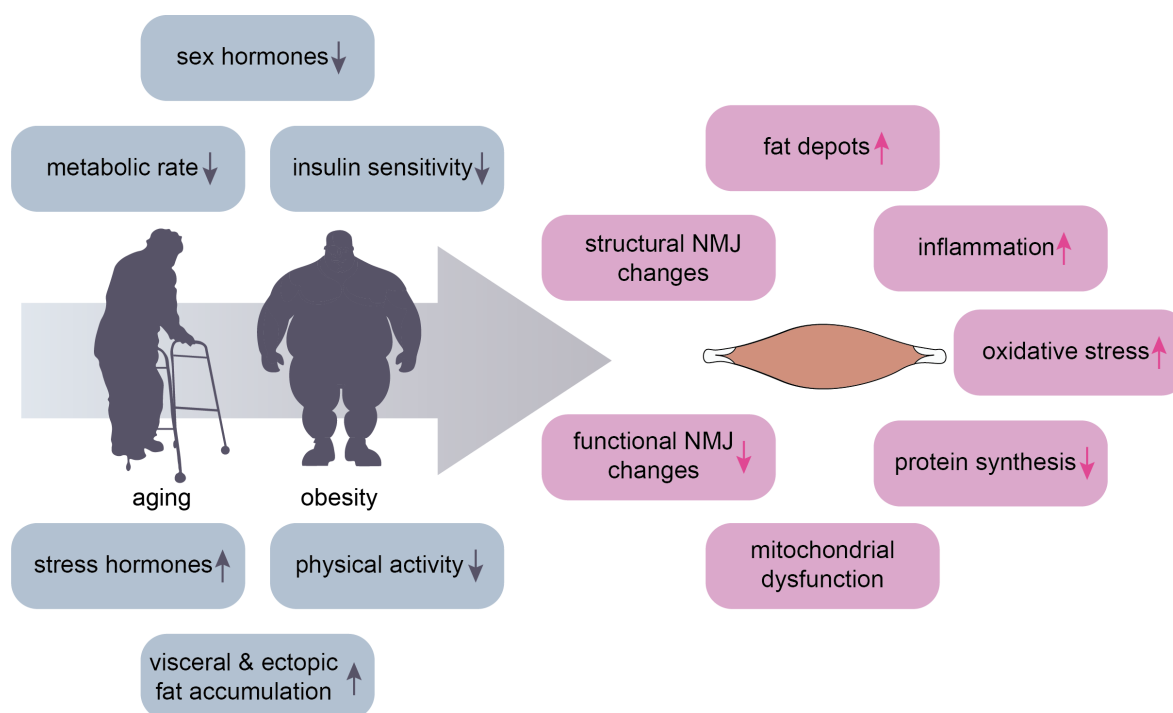 sex hormones
metabolic rate
insulin sensitivity
aging
obesity
stress hormones
physical activity
visceral & ectopic
fat accumulation
fat depots
structural NMJ
changes
inflammation
oxidative stress
functional NMJ
changes
protein synthesis
mitochondrial
dysfunction